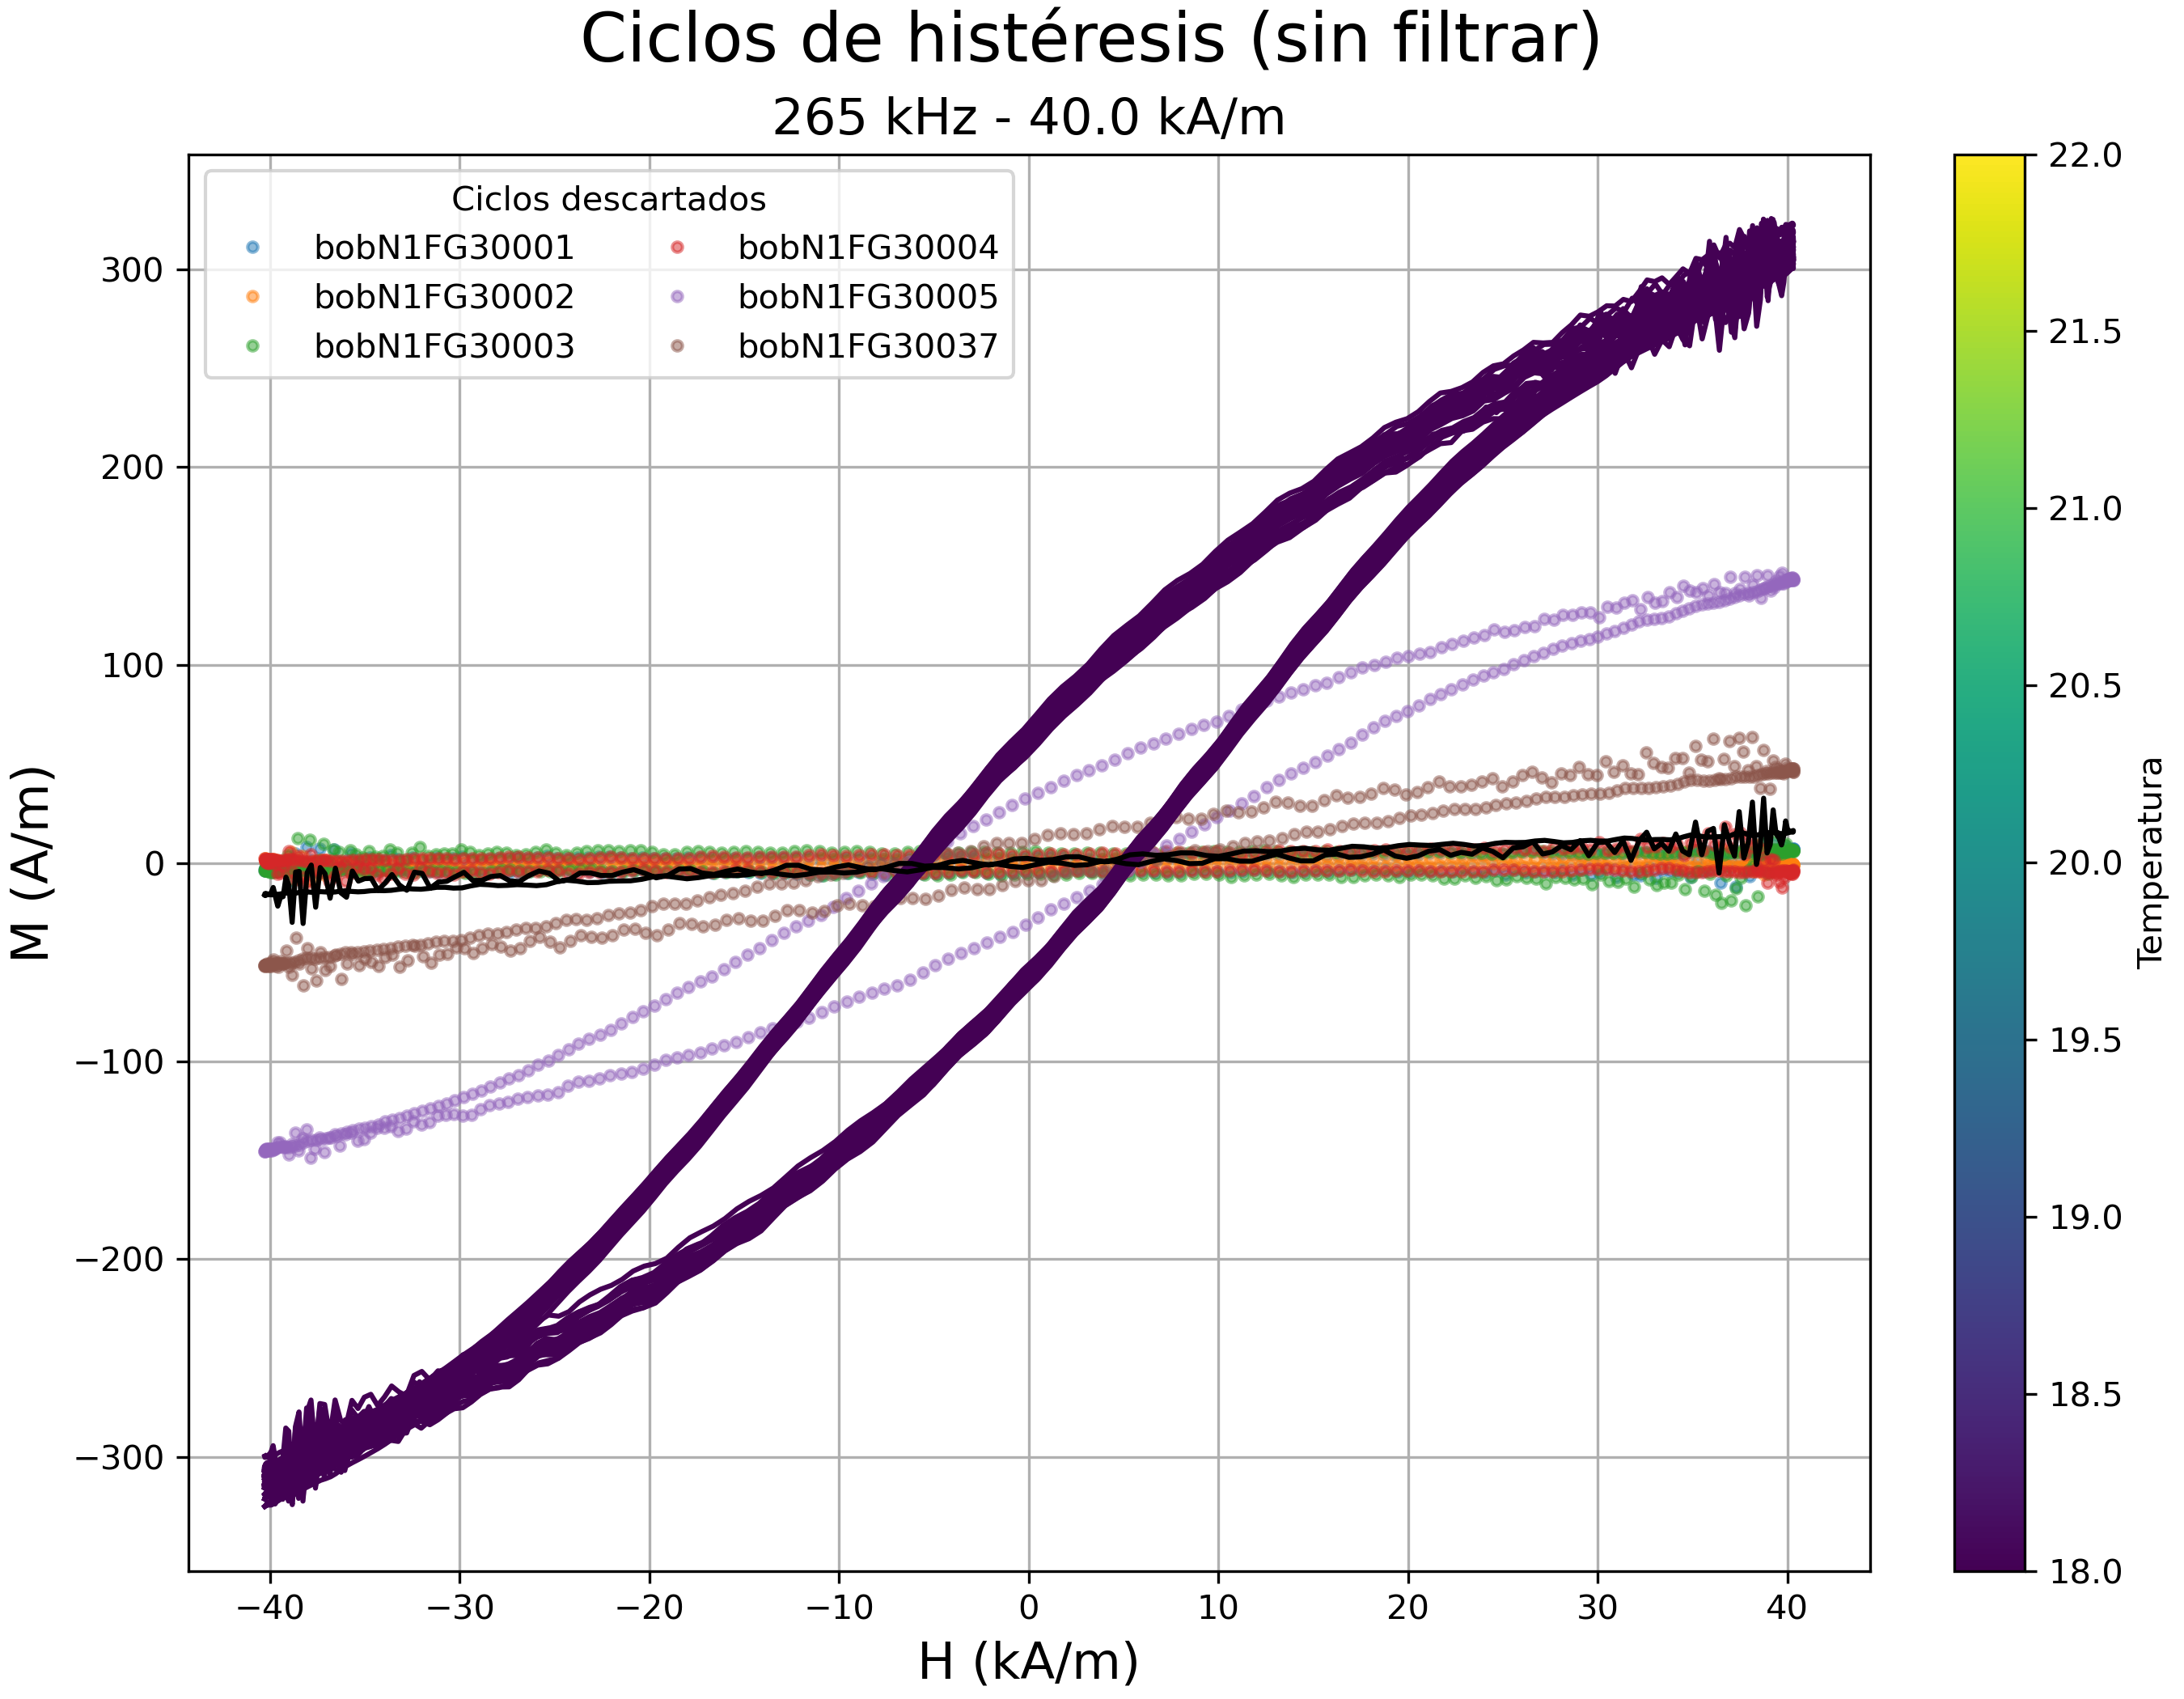 Ciclos de histéresis (sin filtrar)
265 kHz - 40.0 kA/m
Ciclos descartados
bobN1FG30001
bobN1FG30002
bobN1FG30003
bobN1FG30004
bobN1FG30005
bobN1FG30037
300
200
100
0
−100
−200
−300
M (A/m)
−40 −30 −20 −10 0 10 20 30 40
H (kA/m)
22.0
21.5
21.0
20.5
20.0
19.5
19.0
18.5
18.0
Temperatura